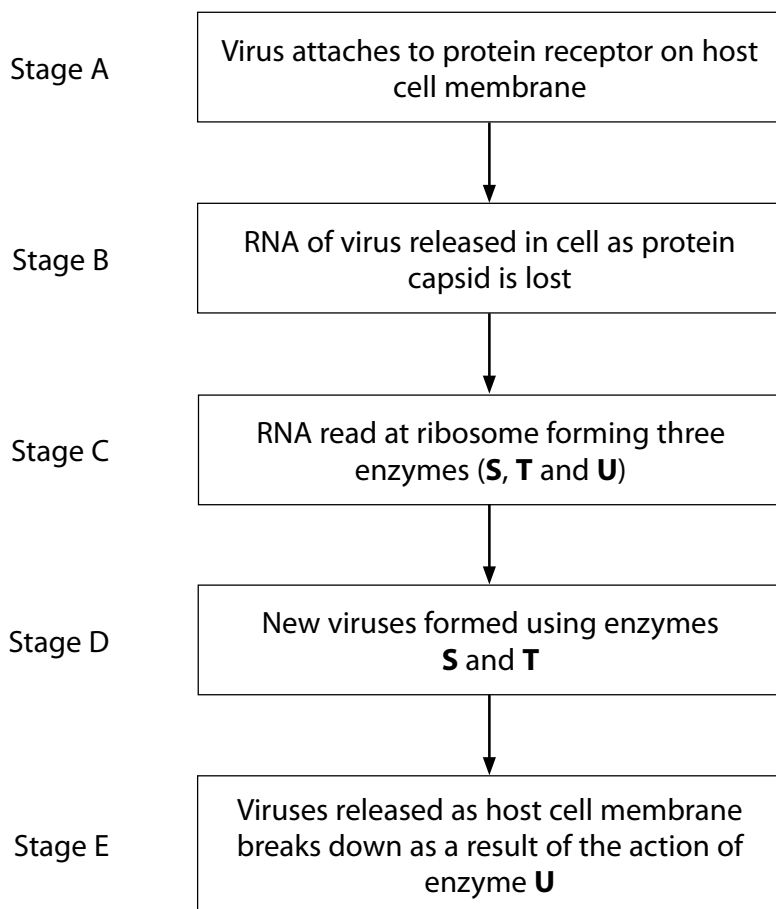 Stage A
Virus attaches to protein receptor on host
cell membrane
Stage B
RNA of virus released in cell as protein
capsid is lost
Stage C
RNA read at ribosome forming three
enzymes (S, T and U)
Stage D
New viruses formed using enzymes
S and T
Stage E
Viruses released as host cell membrane
breaks down as a result of the action of
enzyme U